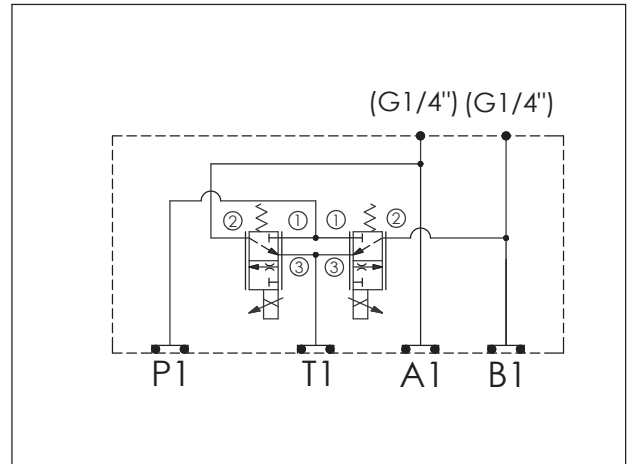 (G1/4") (G1/4")
② ① ① ②
③ ③
P1 T1 A1 B1